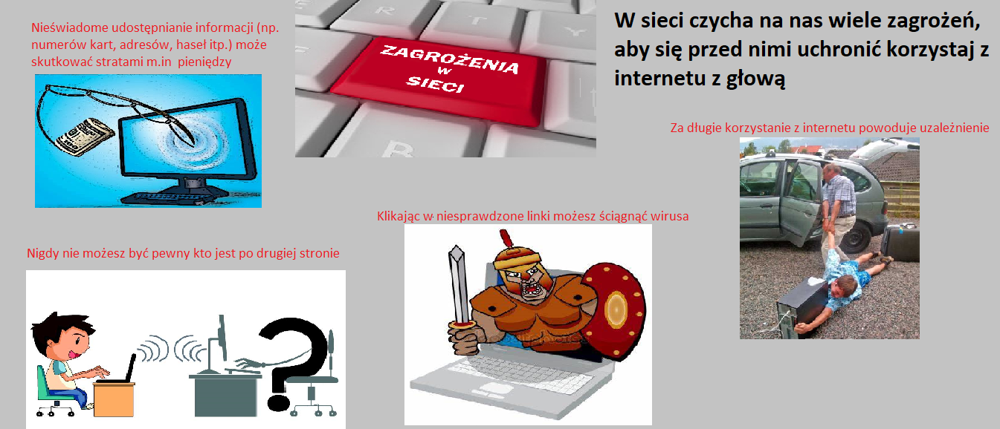 Nieświadome udostępnianie informacji (np.
numerów kart, adresów, haseł itp.) może
skutkować stratami m.in  pieniędzy
E R T Y
ZAGROŻENIA
W
SIECI
B
W sieci czycha na nas wiele zagrożeń,
aby się przed nimi uchronić korzystaj z
internetu z głową
Za długie korzystanie z internetu powoduje uzależnienie
Klikając w niesprawdzone linki możesz ściągnąć wirusa
Nigdy nie możesz być pewny kto jest po drugiej stronie
?